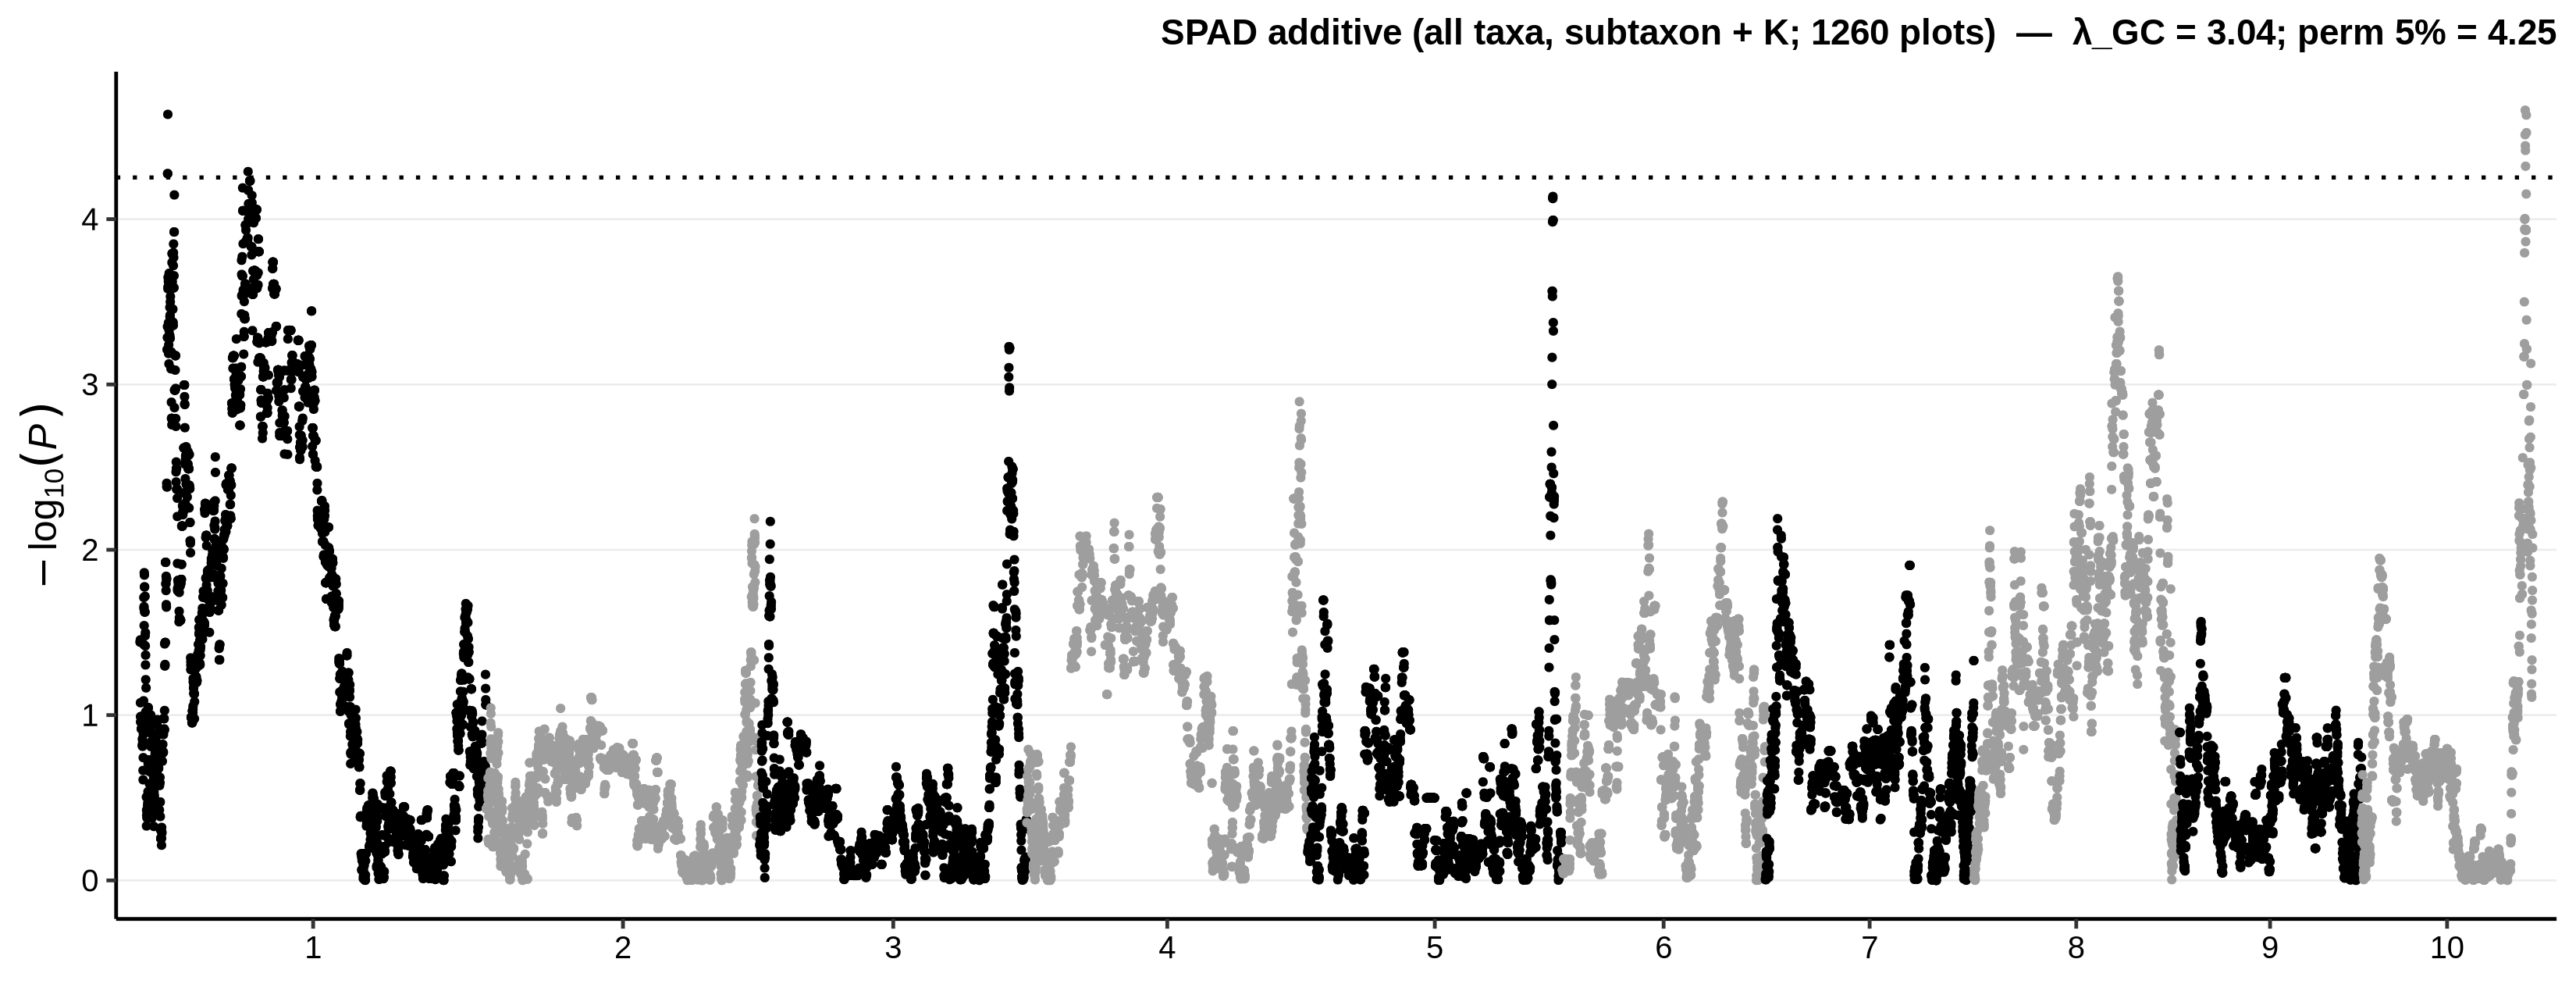 SPAD additive (all taxa, subtaxon + K; 1260 plots) — λ_GC = 3.04; perm 5% = 4.25
− log10(P)
4
3
2
1
0
1 2 3 4 5 6 7 8 9 10